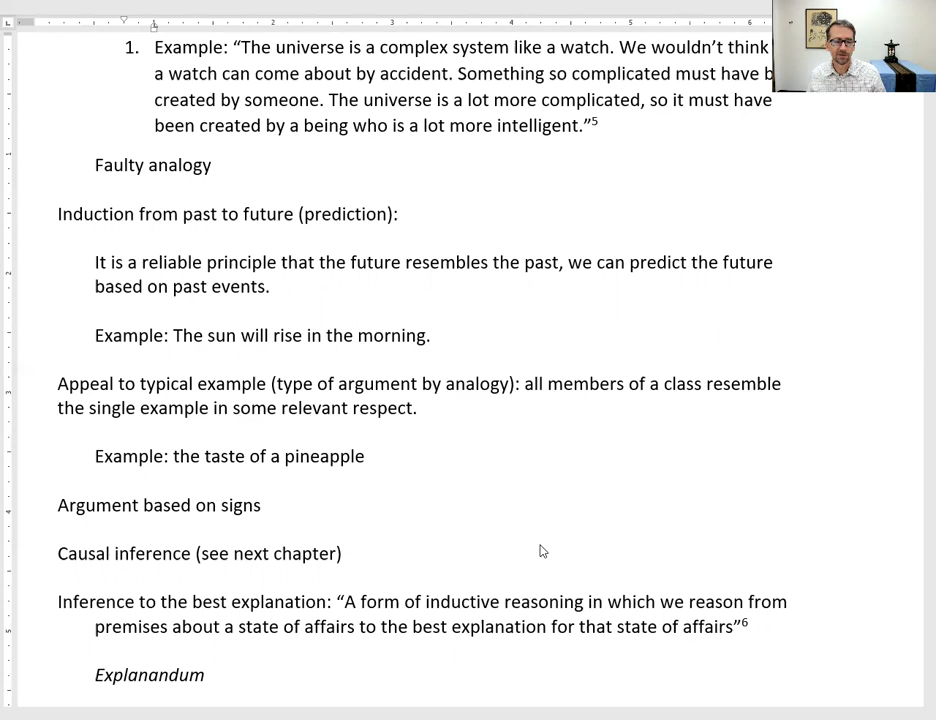 1. Example: “The universe is a complex system like a watch. We wouldn’t think
a watch can come about by accident. Something so complicated must have b
created by someone. The universe is a lot more complicated, so it must have
been created by a being who is a lot more intelligent.”5
Faulty analogy
Induction from past to future (prediction):
It is a reliable principle that the future resembles the past, we can predict the future
based on past events.
Example: The sun will rise in the morning.
Appeal to typical example (type of argument by analogy): all members of a class resemble
the single example in some relevant respect.
Example: the taste of a pineapple
Argument based on signs
Causal inference (see next chapter)
Inference to the best explanation: “A form of inductive reasoning in which we reason from
premises about a state of affairs to the best explanation for that state of affairs”6
Explanandum